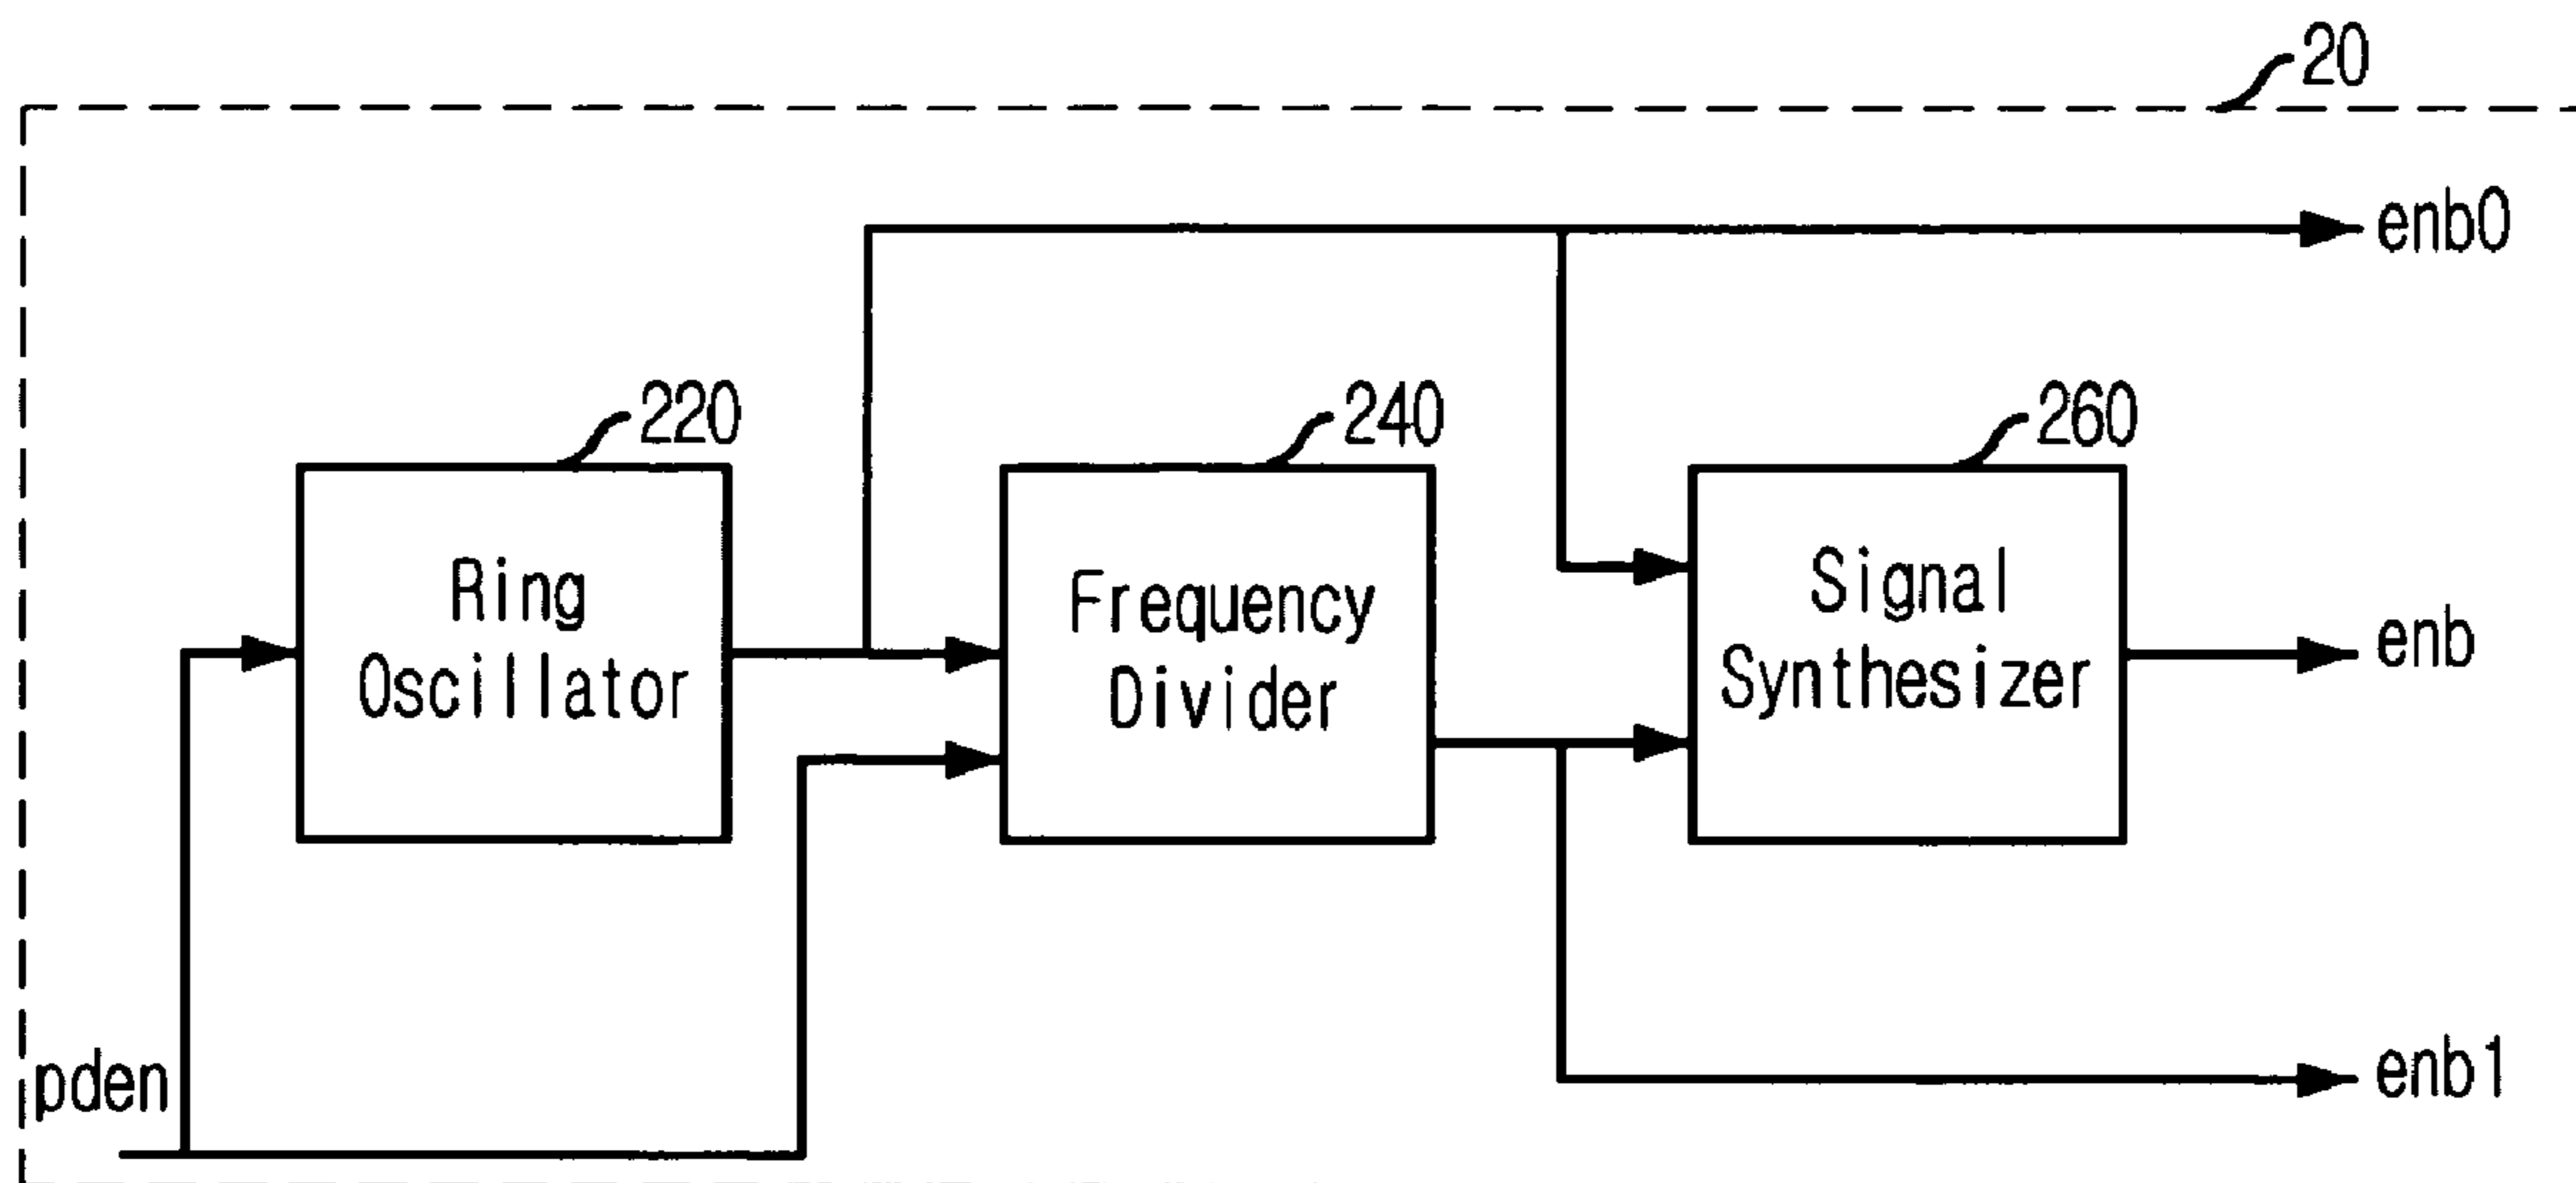 20
enb0
220
240
260
Ring
Oscillator
Frequency
Divider
Signal
Synthesizer
enb
pden
enb1